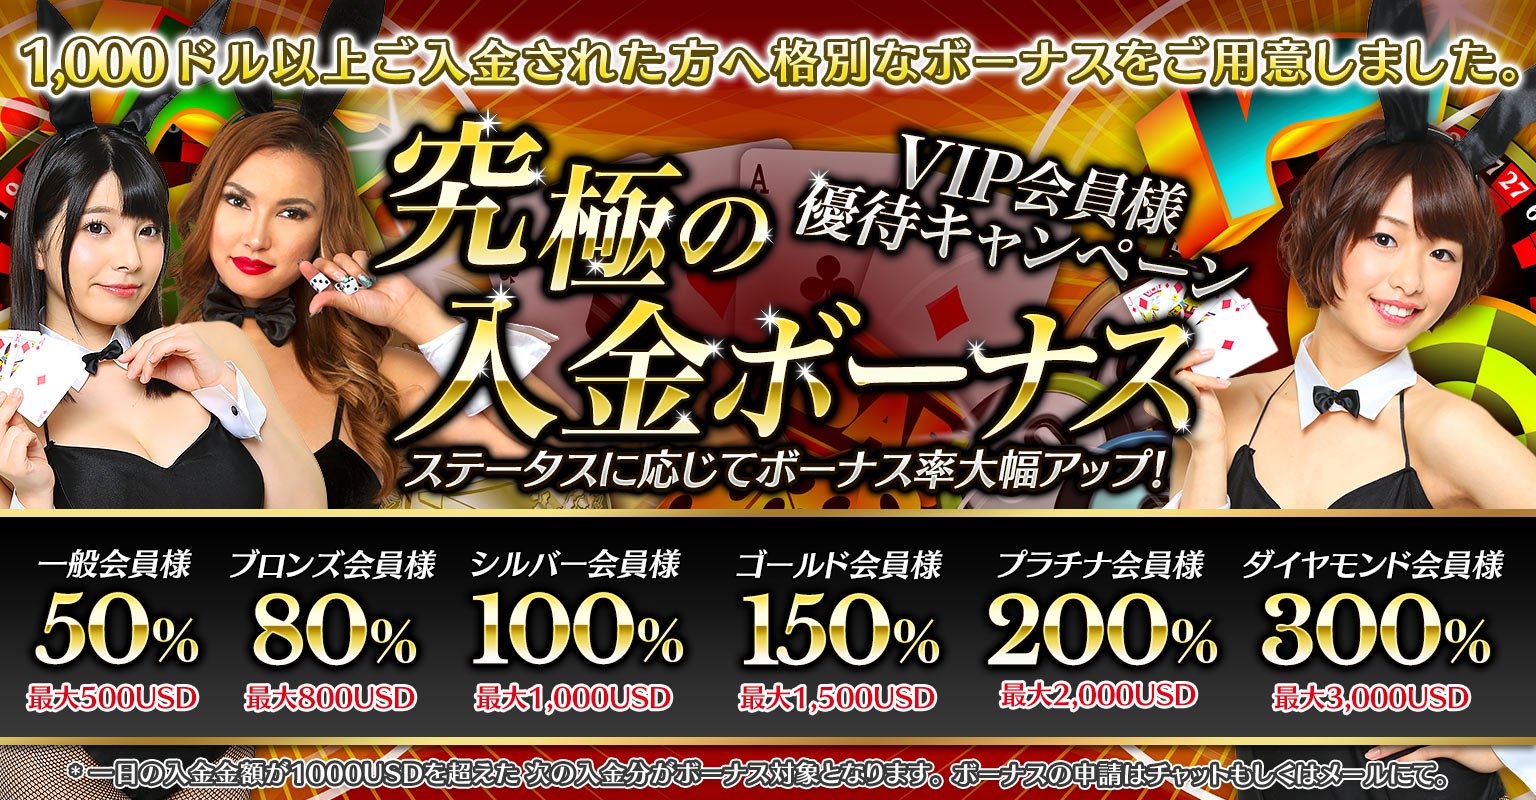 1,000ドル以上ご入金された方へ格別なボーナスをご用意しました。
VIP会員様
優待キャンペーン
究極の
入金ボーナス
ステータスに応じてボーナス率大幅アップ!
一般会員様
50%
最大500USD
ブロンズ会員様
80%
最大800USD
シルバー会員様
100%
最大1,000USD
ゴールド会員様
150%
最大1,500USD
プラチナ会員様
200%
最大2,000USD
ダイヤモンド会員様
300%
最大3,000USD
*一日の入金金額が1000USDを超えた 次の入金分がボーナス対象となります。ボーナスの申請はチャットもしくはメールにて。
A
27